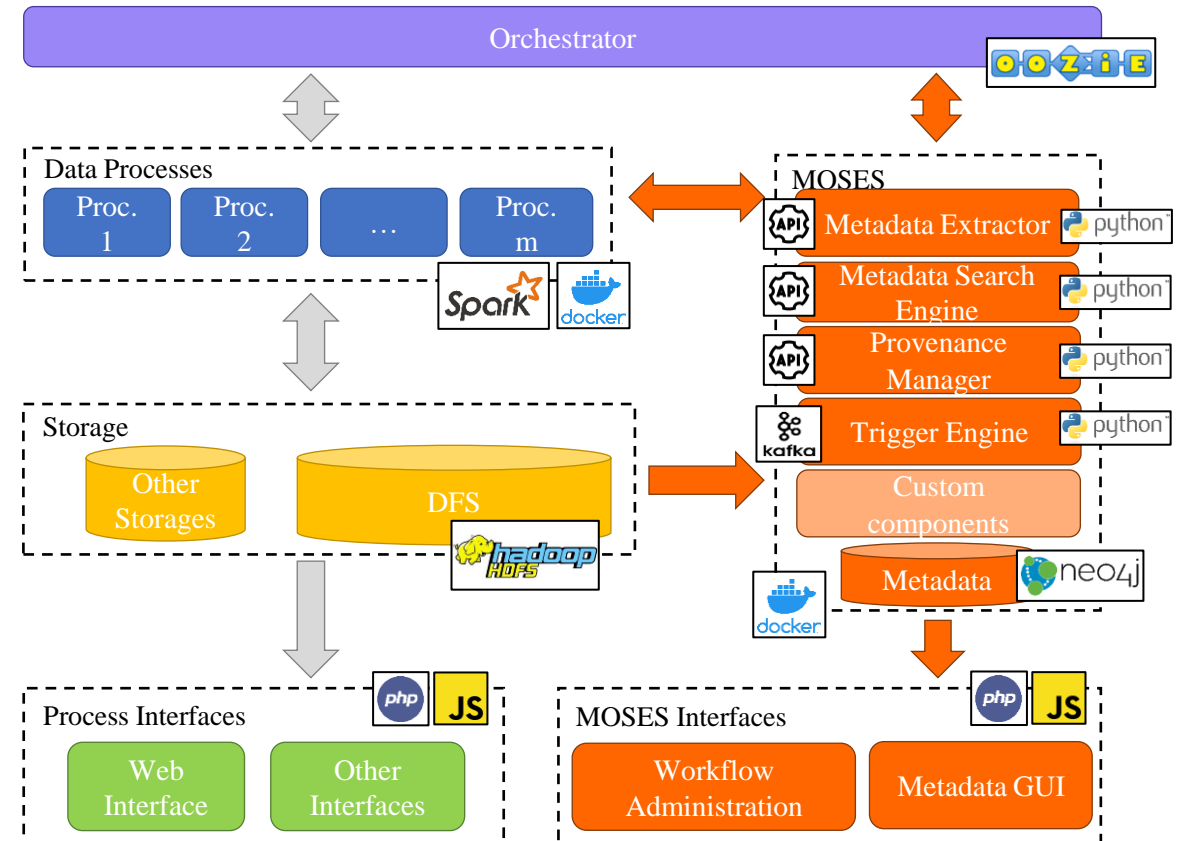 Orchestrator
OOZiE
Data Processes
Proc.
1
Proc.
2
...
Proc.
m
Spark
docker
MOSES
API
Metadata Extractor
python
API
Metadata Search
Engine
python
API
Provenance
Manager
python
kafka
Trigger Engine
python
Custom
components
Metadata
neo4j
docker
Storage
Other
Storages
DFS
hadoop
HDFS
Process Interfaces
php
JS
Web
Interface
Other
Interfaces
MOSES Interfaces
php
JS
Workflow
Administration
Metadata GUI